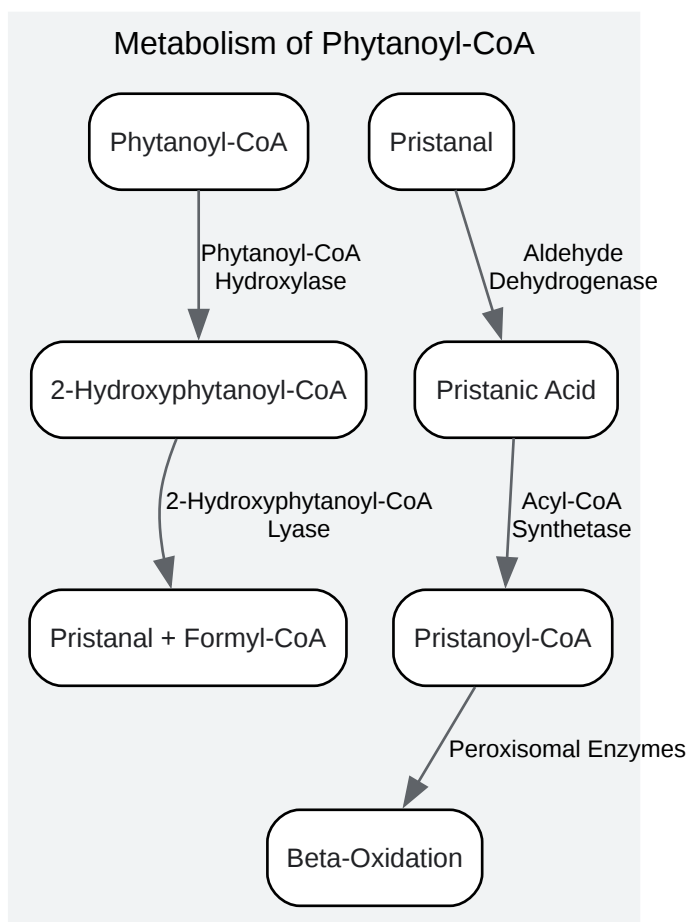 Metabolism of Phytanoyl-CoA
Phytanoyl-CoA
Pristanal
Phytanoyl-CoA
Hydroxylase
Aldehyde
Dehydrogenase
2-Hydroxyphytanoyl-CoA
Pristanic Acid
2-Hydroxyphytanoyl-CoA
Lyase
Acyl-CoA
Synthetase
Pristanal + Formyl-CoA
Pristanoyl-CoA
Peroxisomal Enzymes
Beta-Oxidation